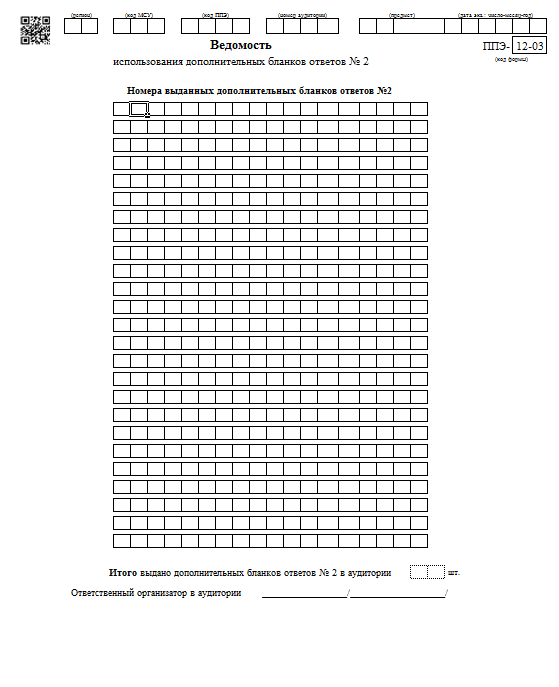 (регион) (код МСУ) (код ППЭ) (номер аудитории) (предмет) (дата экз.: число-месяц-год)
Ведомость
ППЭ- 12-03
(код формы)
использования дополнительных бланков ответов № 2
Номера выданных дополнительных бланков ответов №2
Итого выдано дополнительных бланков ответов № 2 в аудитории шт.
Ответственный организатор в аудитории / /